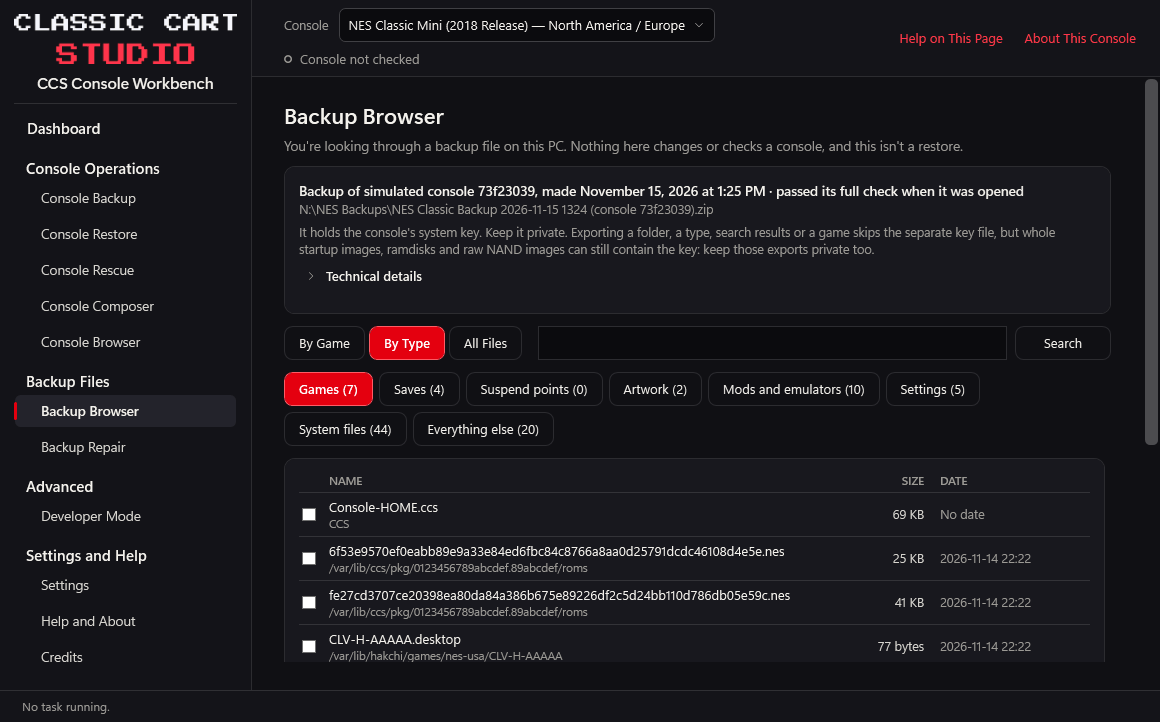 CLASSIC CART
STUDIO
CCS Console Workbench
Dashboard
Console Operations
Console Backup
Console Restore
Console Rescue
Console Composer
Console Browser
Backup Files
Backup Browser
Backup Repair
Advanced
Developer Mode
Settings and Help
Settings
Help and About
Credits
Console
NES Classic Mini (2018 Release) — North America / Europe
Console not checked
Help on This Page
About This Console
Backup Browser
You're looking through a backup file on this PC. Nothing here changes or checks a console, and this isn't a restore.
Backup of simulated console 73f23039, made November 15, 2026 at 1:25 PM · passed its full check when it was opened
N:\NES Backups\NES Classic Backup 2026-11-15 1324 (console 73f23039).zip
It holds the console's system key. Keep it private. Exporting a folder, a type, search results or a game skips the separate key file, but whole
startup images, ramdisks and raw NAND images can still contain the key: keep those exports private too.
Technical details
By Game
By Type
All Files
Search
Games (7)
Saves (4)
Suspend points (0)
Artwork (2)
Mods and emulators (10)
Settings (5)
System files (44)
Everything else (20)
NAME SIZE DATE
Console-HOME.ccs
CCS
69 KB No date
6f53e9570ef0eabb89e9a33e84ed6fbc84c8766a8aa0d25791dcdc46108d4e5e.nes
/var/lib/ccs/pkg/0123456789abcdef.89abcdef/roms
25 KB 2026-11-14 22:22
fe27cd3707ce20398ea80da84a386b675e89226df2c5d24bb110d786db05e59c.nes
/var/lib/ccs/pkg/0123456789abcdef.89abcdef/roms
41 KB 2026-11-14 22:22
CLV-H-AAAAA.desktop
/var/lib/hakchi/games/nes-usa/CLV-H-AAAAA
77 bytes 2026-11-14 22:22
No task running.